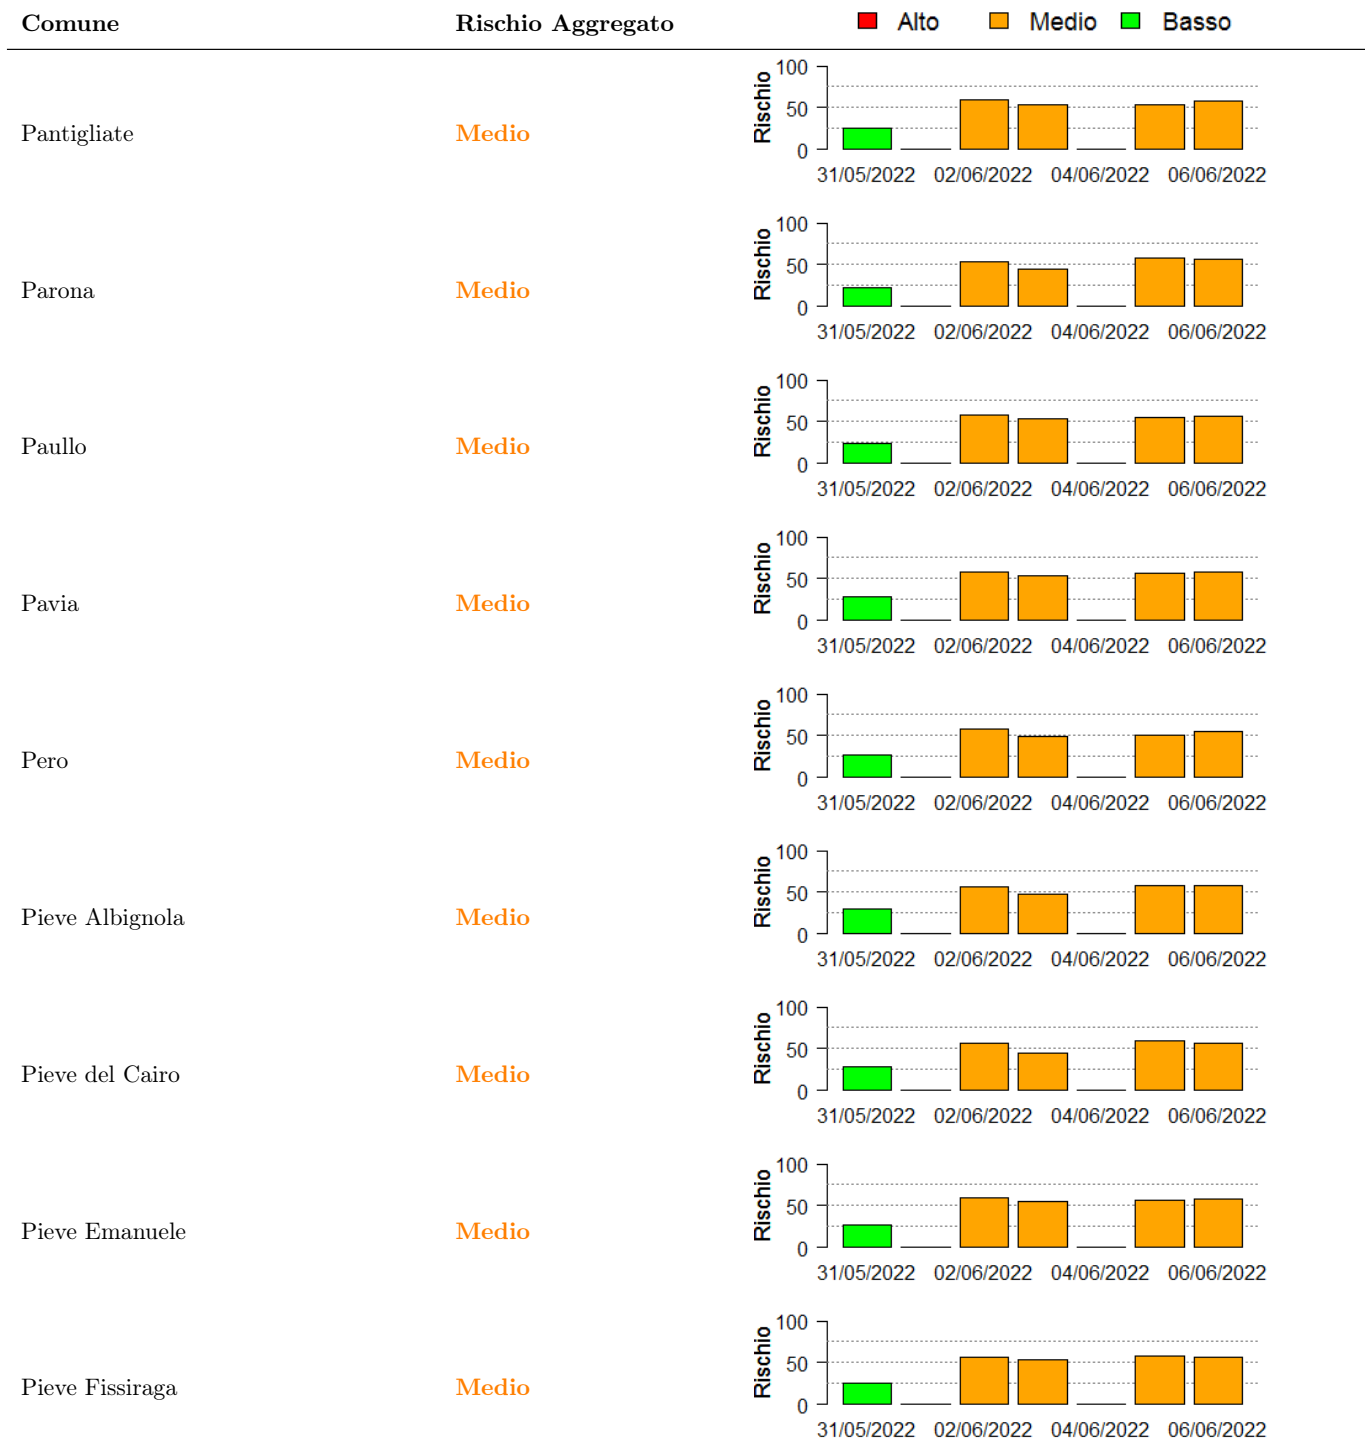 Comune Rischio Aggregato Alto Medio Basso
Pantigliate Medio Rischio 100 50 0
31/05/2022 02/06/2022 04/06/2022 06/06/2022
Parona Medio Rischio 100 50 0
31/05/2022 02/06/2022 04/06/2022 06/06/2022
Paullo Medio Rischio 100 50 0
31/05/2022 02/06/2022 04/06/2022 06/06/2022
Pavia Medio Rischio 100 50 0
31/05/2022 02/06/2022 04/06/2022 06/06/2022
Pero Medio Rischio 100 50 0
31/05/2022 02/06/2022 04/06/2022 06/06/2022
Pieve Albignola Medio Rischio 100 50 0
31/05/2022 02/06/2022 04/06/2022 06/06/2022
Pieve del Cairo Medio Rischio 100 50 0
31/05/2022 02/06/2022 04/06/2022 06/06/2022
Pieve Emanuele Medio Rischio 100 50 0
31/05/2022 02/06/2022 04/06/2022 06/06/2022
Pieve Fissiraga Medio Rischio 100 50 0
31/05/2022 02/06/2022 04/06/2022 06/06/2022